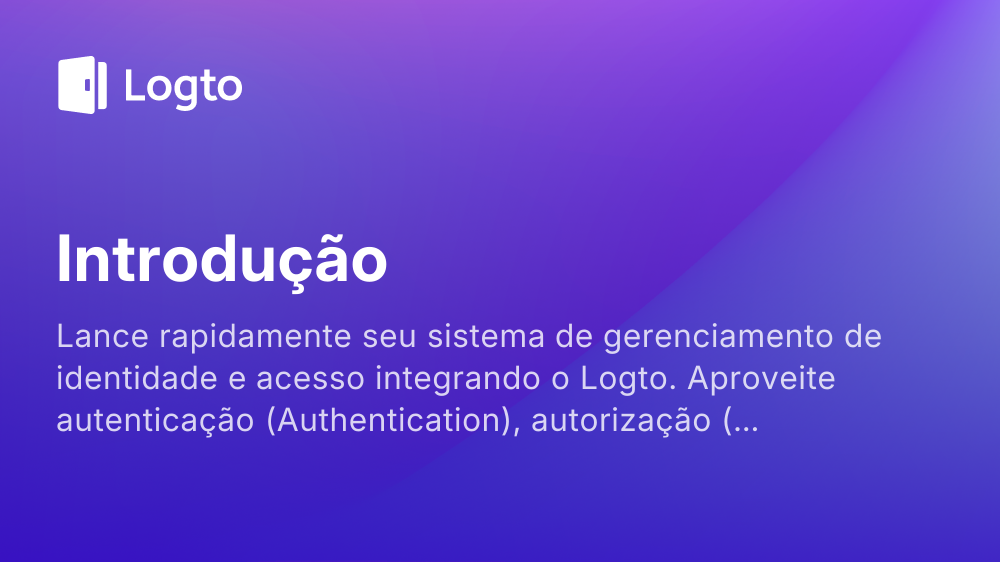 Logto
Introdução
Lance rapidamente seu sistema de gerenciamento de
identidade e acesso integrando o Logto. Aproveite
autenticação (Authentication), autorização (...